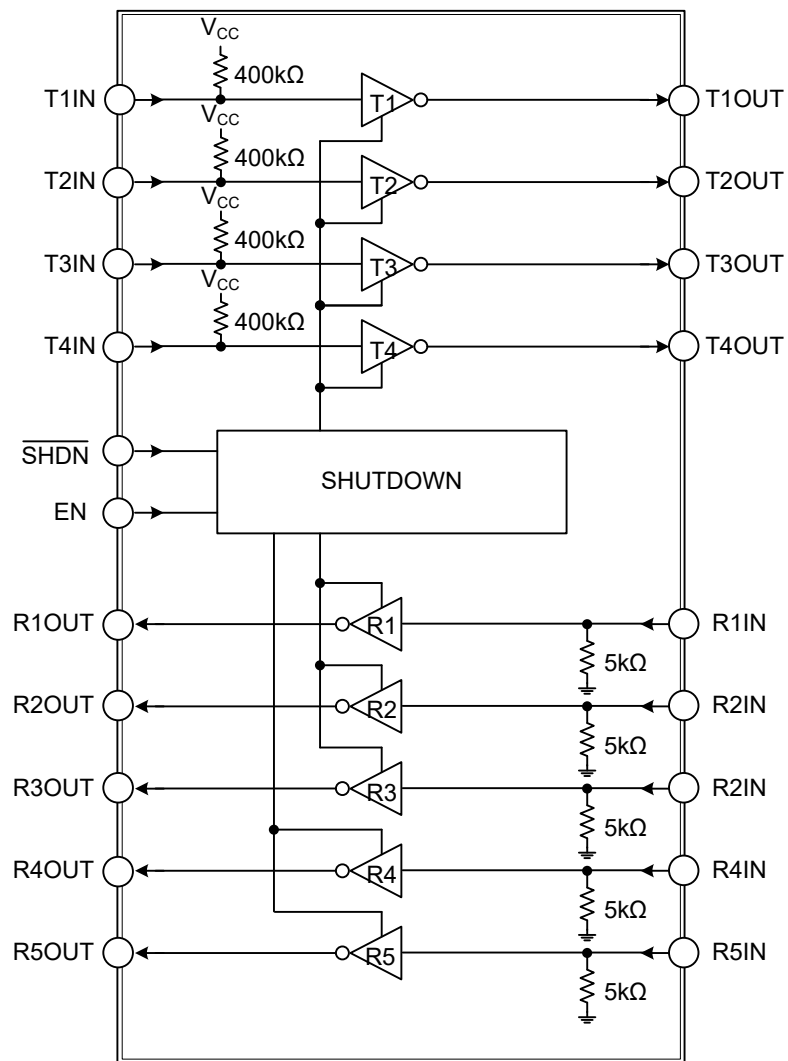 VCC
400kΩ
T1IN T1 T1OUT
VCC
400kΩ
T2IN T2 T2OUT
VCC
400kΩ
T3IN T3 T3OUT
VCC
400kΩ
T4IN T4 T4OUT
SHDN
SHUTDOWN
EN
R1OUT R1 R1IN
5kΩ
R2OUT R2 R2IN
5kΩ
R3OUT R3 R2IN
5kΩ
R4OUT R4 R4IN
5kΩ
R5OUT R5 R5IN
5kΩ